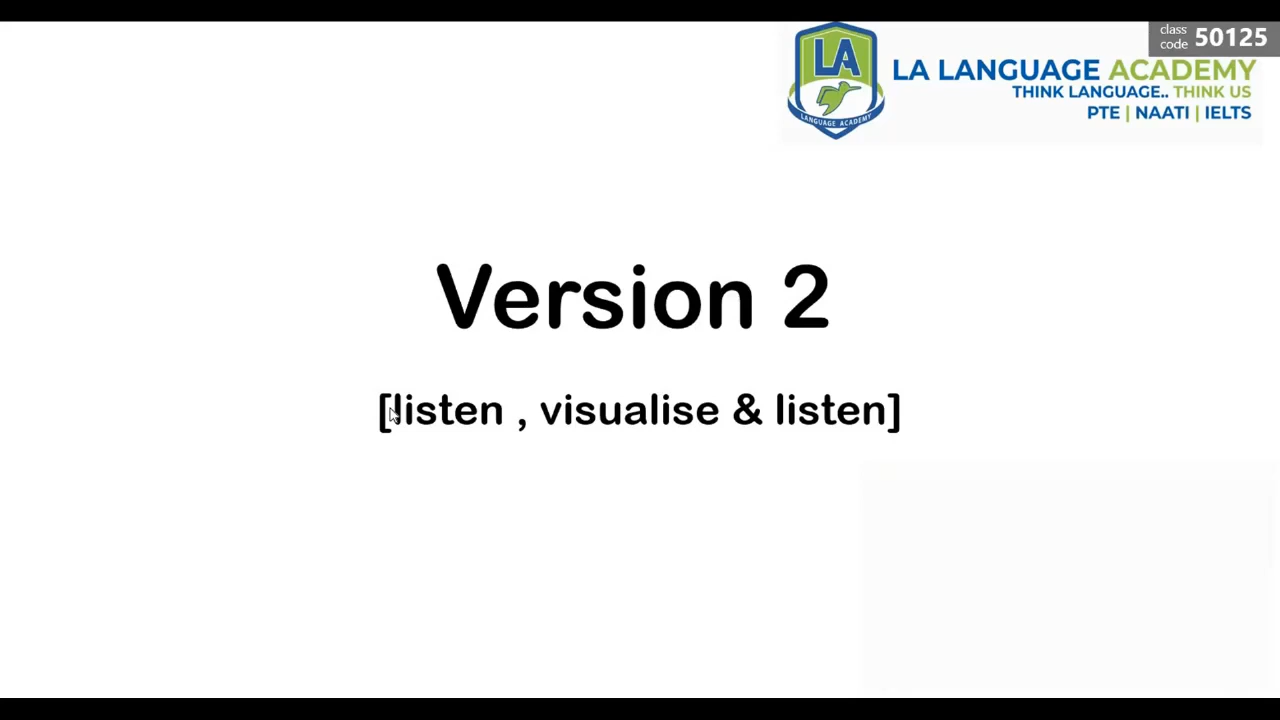 class
code 50125
LA
LANGUAGE ACADEMY
LA LANGUAGE ACADEMY
THINK LANGUAGE.. THINK US
PTE | NAATI | IELTS
Version 2
[listen , visualise & listen]